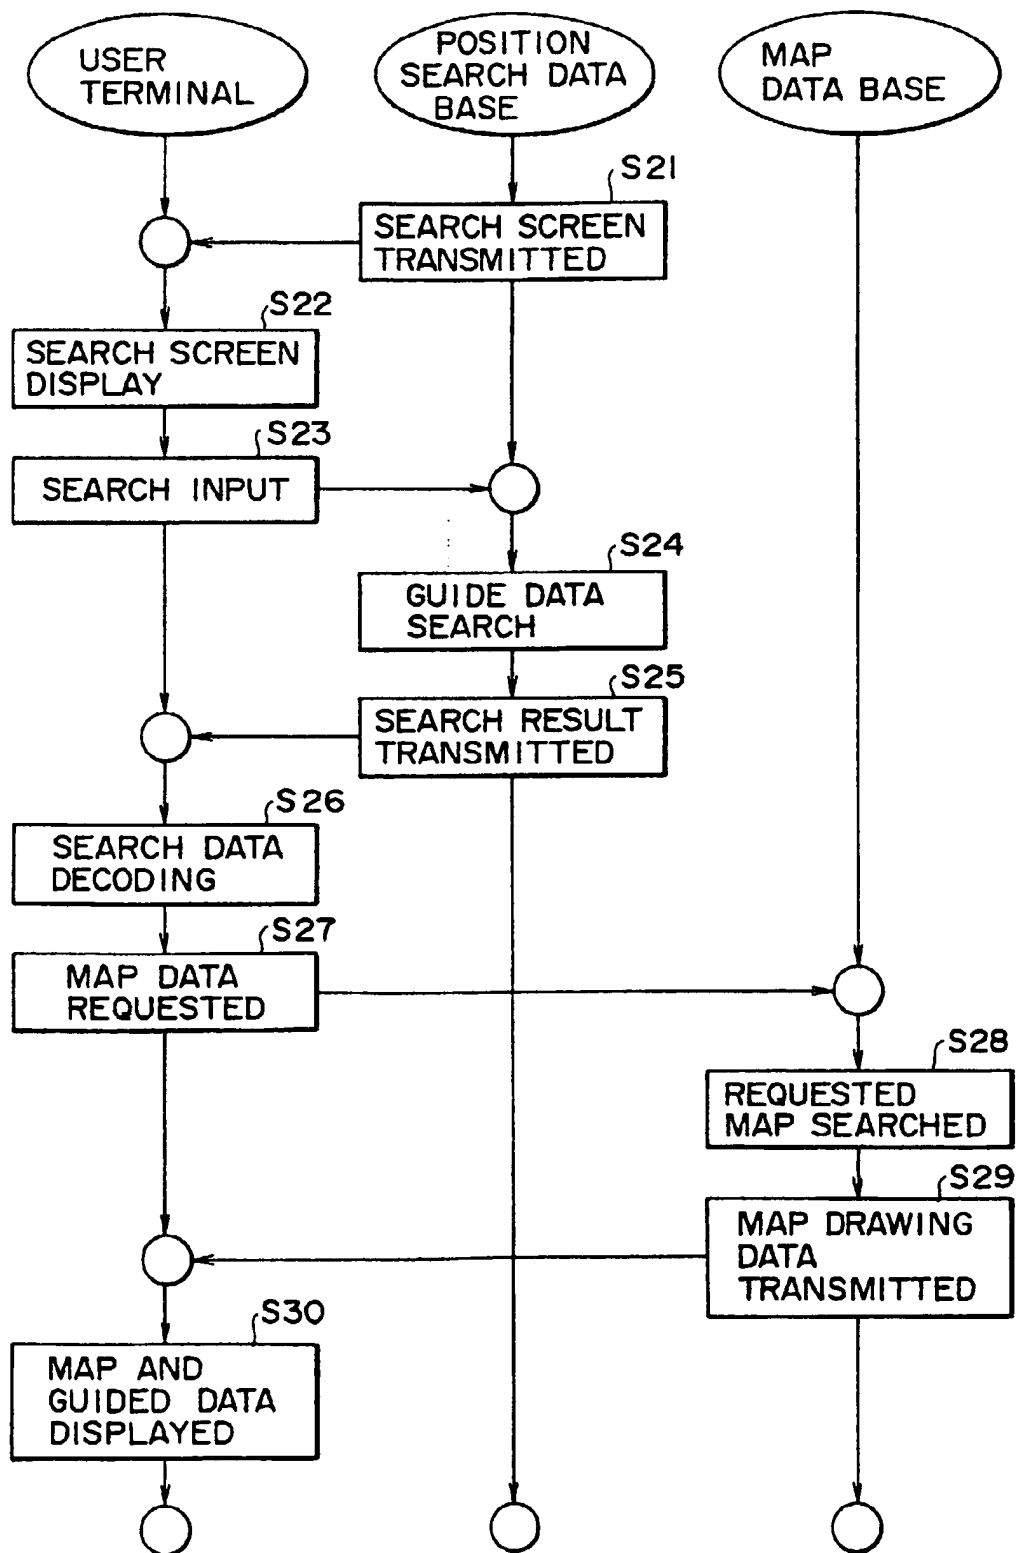 USER
TERMINAL
POSITION
SEARCH DATA
BASE
MAP
DATA BASE
S21
SEARCH SCREEN
TRANSMITTED
S22
SEARCH SCREEN
DISPLAY
S23
SEARCH INPUT
S24
GUIDE DATA
SEARCH
S25
SEARCH RESULT
TRANSMITTED
S26
SEARCH DATA
DECODING
S27
MAP DATA
REQUESTED
S28
REQUESTED
MAP SEARCHED
S29
MAP DRAWING
DATA
TRANSMITTED
S30
MAP AND
GUIDED DATA
DISPLAYED